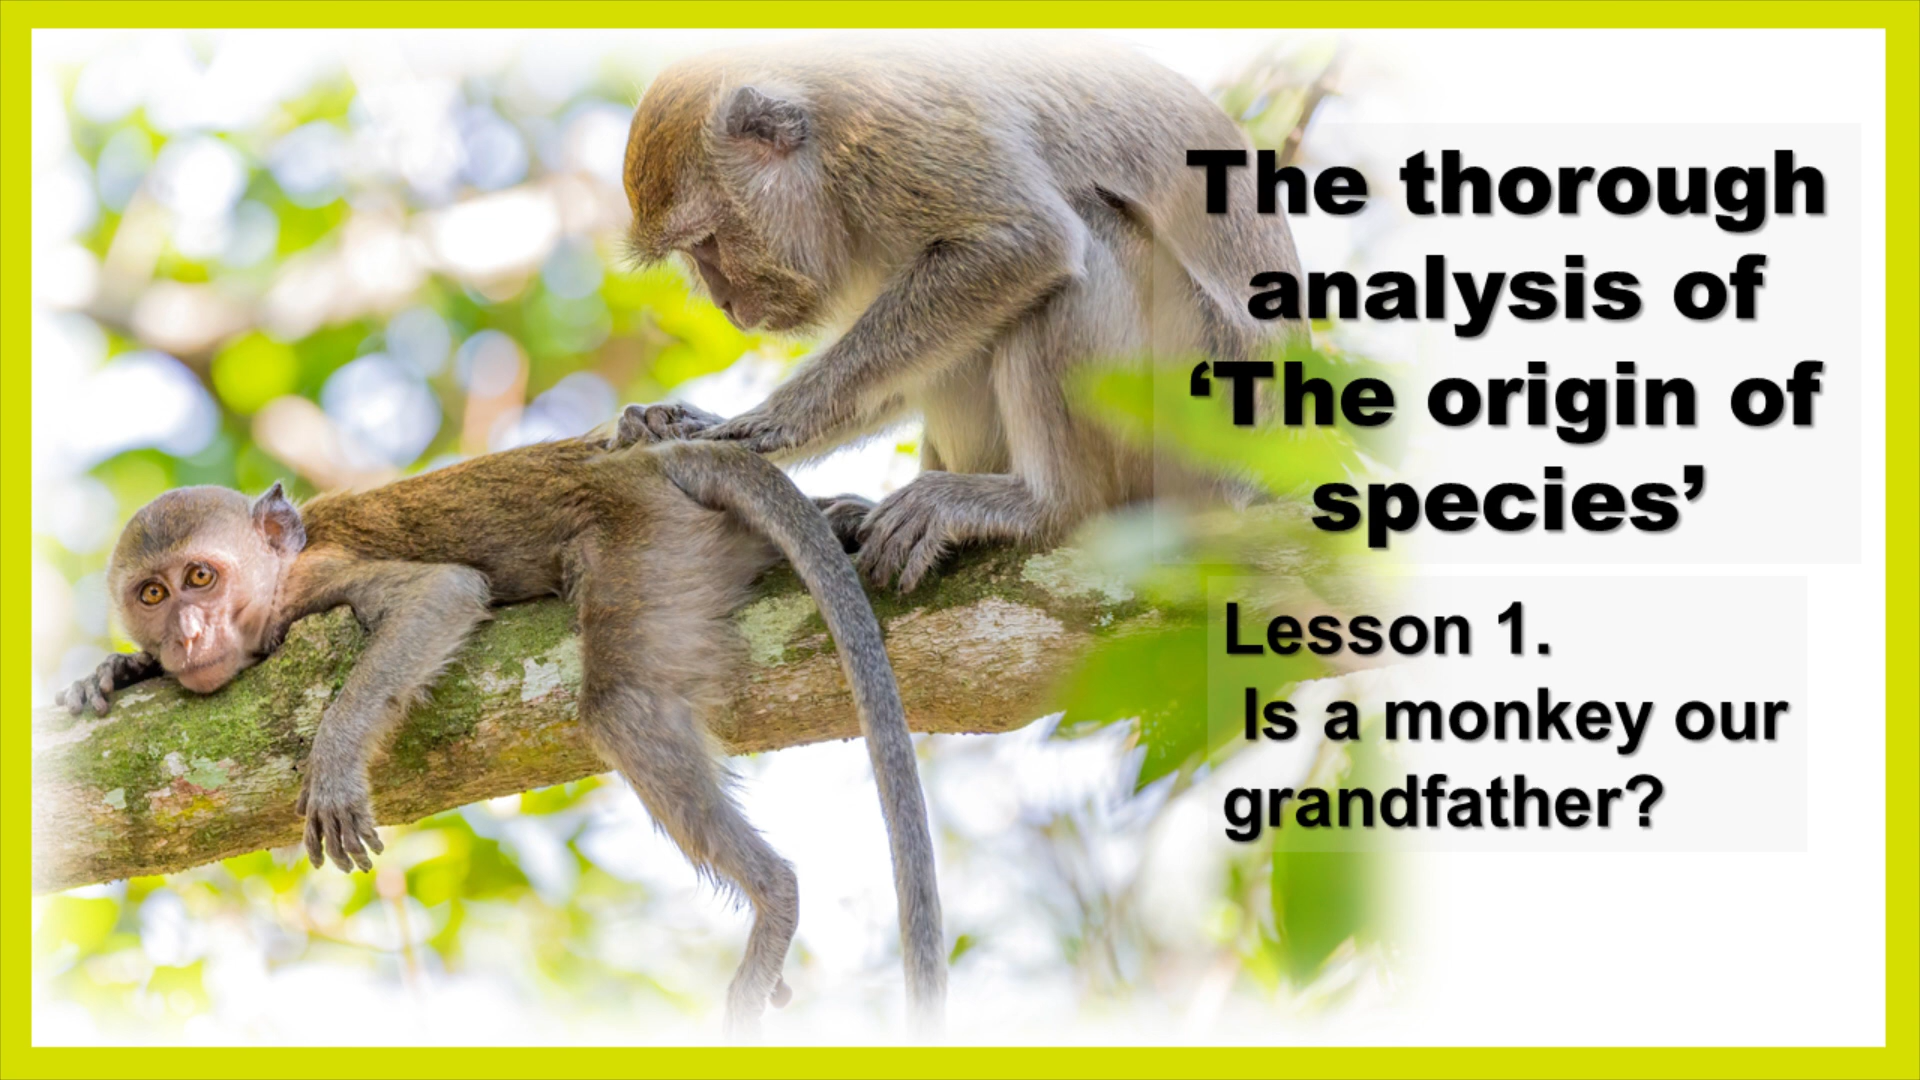 The thorough
analysis of
‘The origin of
species’
Lesson 1.
Is a monkey our
grandfather?